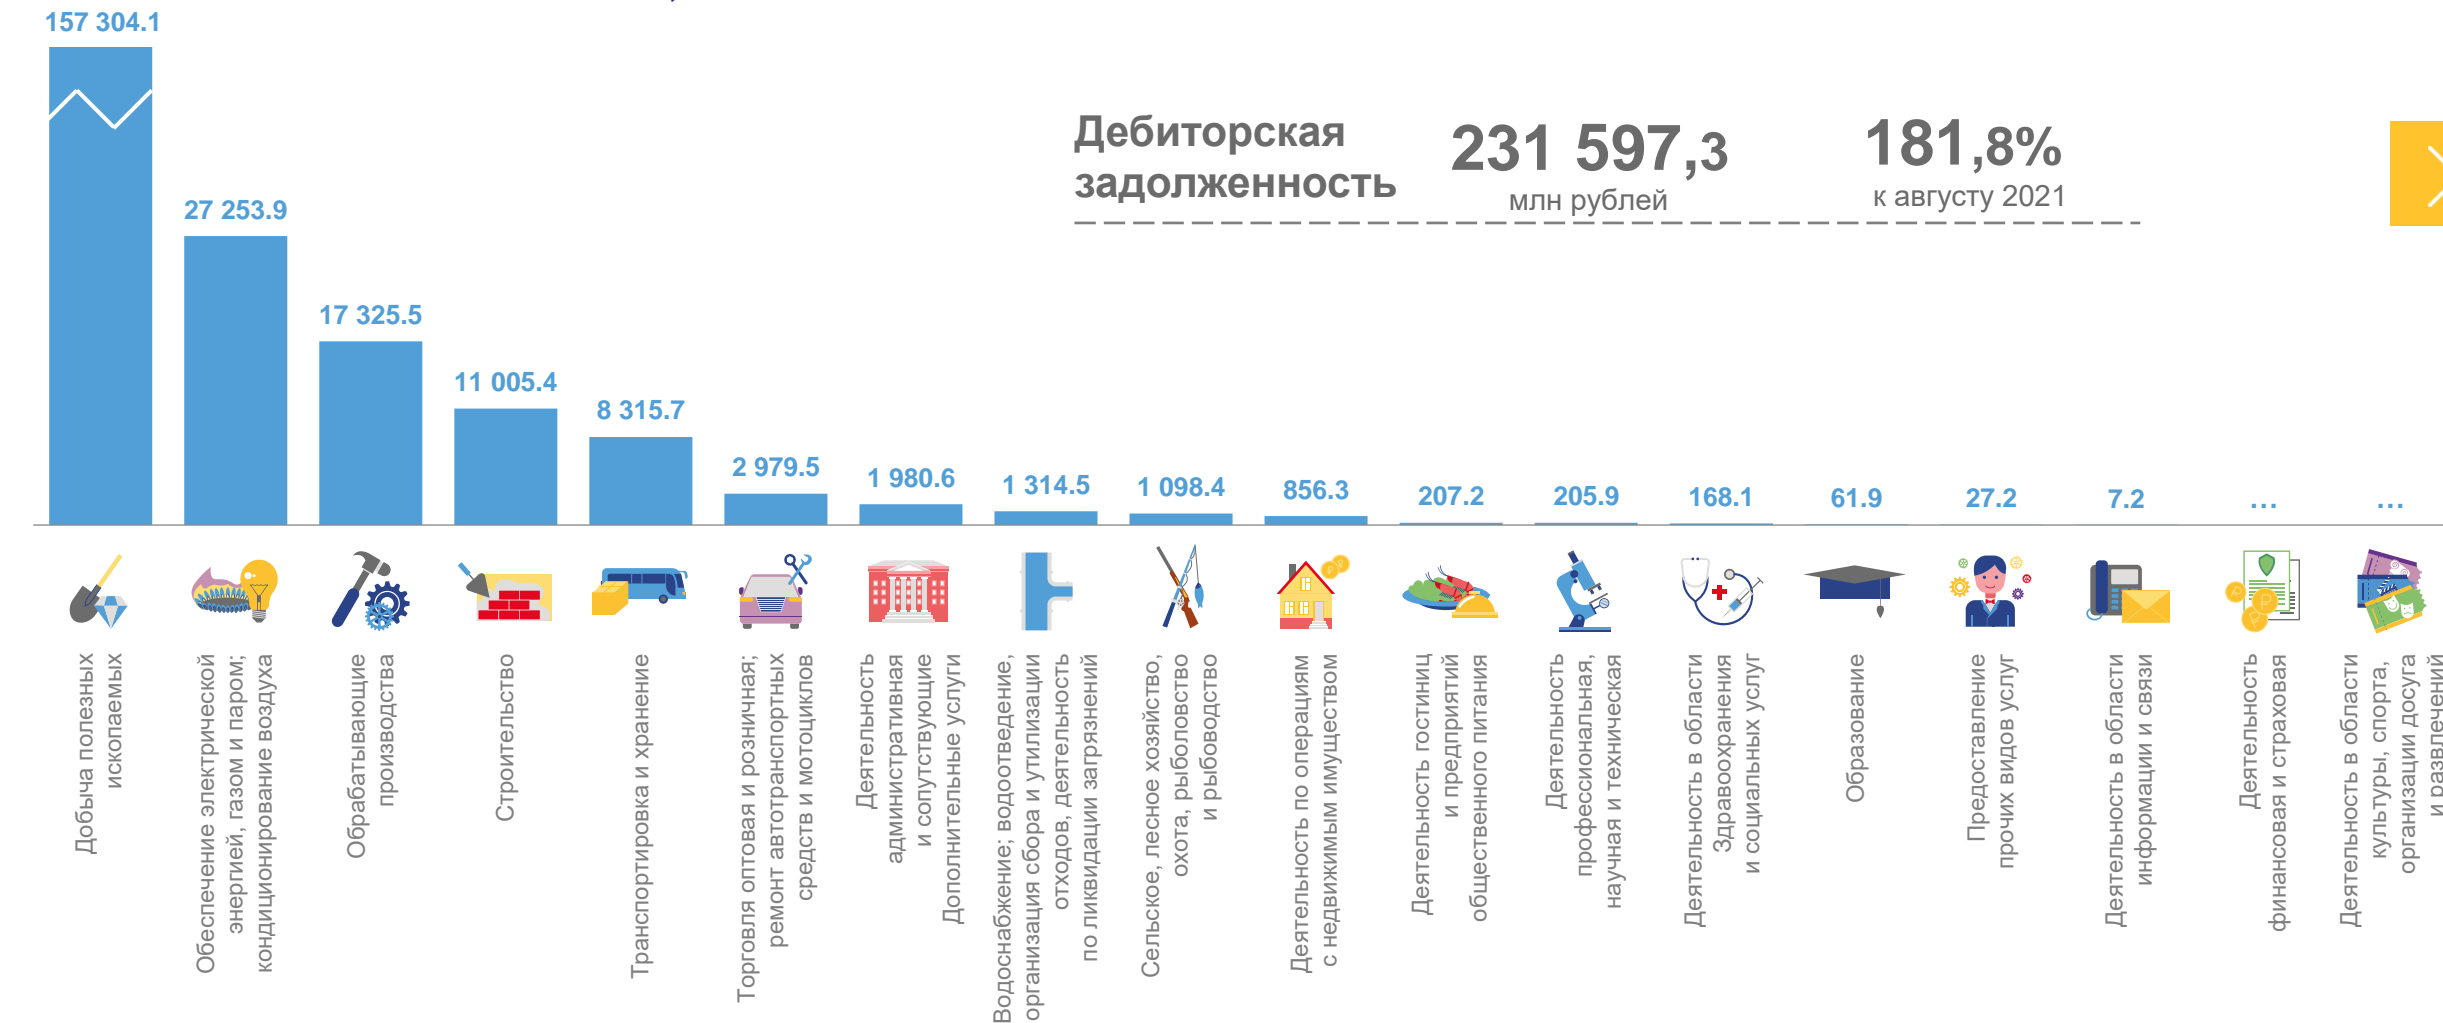 157 304.1
27 253.9
17 325.5
11 005.4
8 315.7
2 979.5
1 980.6
1 314.5
1 098.4
856.3
207.2
205.9
168.1
61.9
27.2
7.2
...
...
Дебиторская
задолженность
231 597,3
млн рублей
181,8%
к августу 2021
Добыча полезных
ископаемых
Обеспечение электрической
энергией, газом и паром;
кондиционирование воздуха
Обрабатывающие
производства
Строительство
Транспортировка и хранение
Торговля оптовая и розничная;
ремонт автотранспортных
средств и мотоциклов
Деятельность
административная
и сопутствующие
Дополнительные услуги
Водоснабжение; водоотведение,
организация сбора и утилизации
отходов, деятельность
по ликвидации загрязнений
Сельское, лесное хозяйство,
охота, рыболовство
и рыбоводство
Деятельность по операциям
с недвижимым имуществом
Деятельность гостиниц
и предприятий
общественного питания
Деятельность
профессиональная,
научная и техническая
Деятельность в области
Здравоохранения
и социальных услуг
Образование
Предоставление
прочих видов услуг
Деятельность в области
информации и связи
Деятельность
финансовая и страховая
Деятельность в области
культуры, спорта,
организации досуга
и развлечений